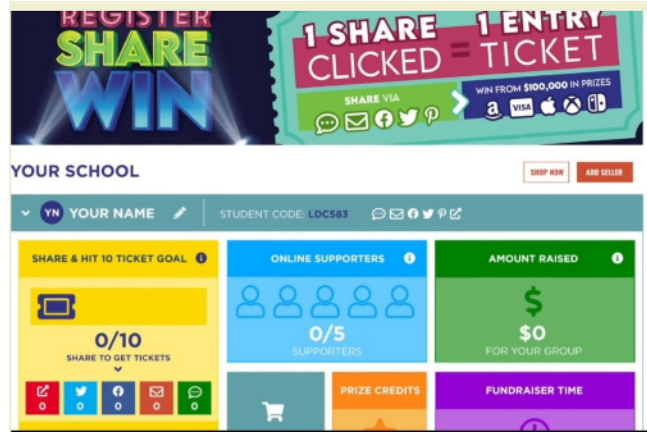 REGISTER
SHARE
WIN
1 SHARE
CLICKED
=
1 ENTRY
TICKET
SHARE VIA
WIN FROM $100,000 IN PRIZES
VISA
YOUR SCHOOL
SHOP NOW
ADD SELLER
YN YOUR NAME
STUDENT CODE: LDC583
SHARE & HIT 10 TICKET GOAL
0/10
SHARE TO GET TICKETS
0 0 0 0 0
ONLINE SUPPORTERS
0/5
SUPPORTERS
AMOUNT RAISED
$
$0
FOR YOUR GROUP
PRIZE CREDITS
FUNDRAISER TIME